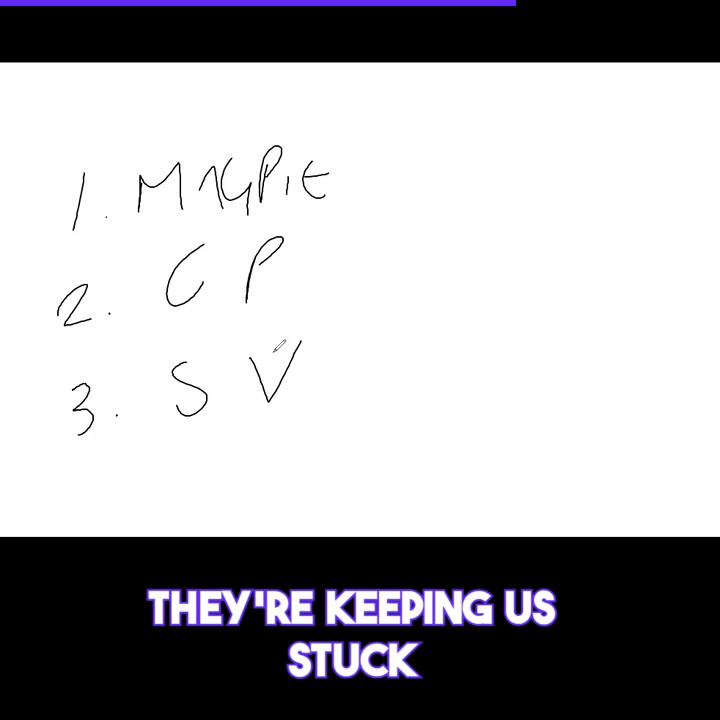 1. MAGPIE
2. C P
3. S V
THEY'RE KEEPING US
STUCK